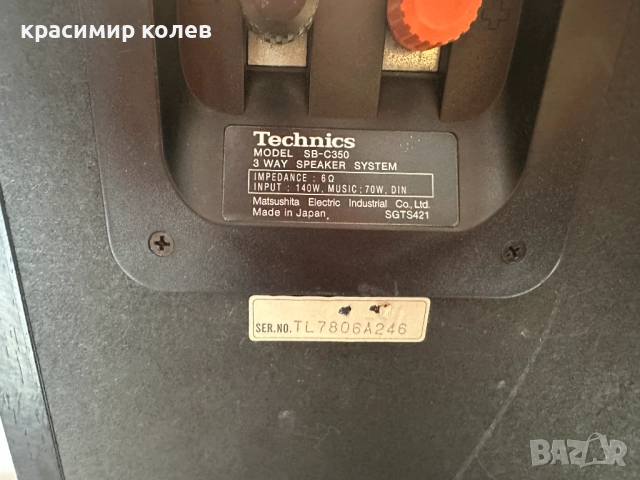 красимир колев
Technics
MODEL SB-C350
3 WAY SPEAKER SYSTEM
IMPEDANCE : 6Ω
INPUT : 140W, MUSIC; 70W, DIN
Matsushita Electric Industrial Co., Ltd.
Made in Japan SGTS421
SER.NO. TL7806A246
BAZAR